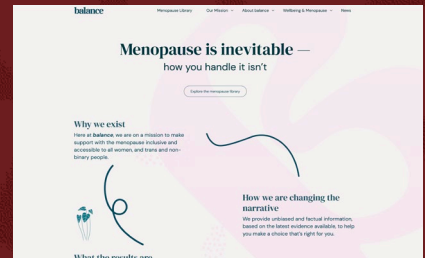 balance
Menopause Library
Our Mission
About balance
Wellbeing & Menopause
News
Menopause is inevitable —
how you handle it isn't
Explore the menopause library
Why we exist
Here at balance, we are on a mission to make
support with the menopause inclusive and
accessible to all women, and trans and non-
binary people.
How we are changing the
narrative
We provide unbiased and factual information,
based on the latest evidence available, to help
you make a choice that's right for you.
What the results are